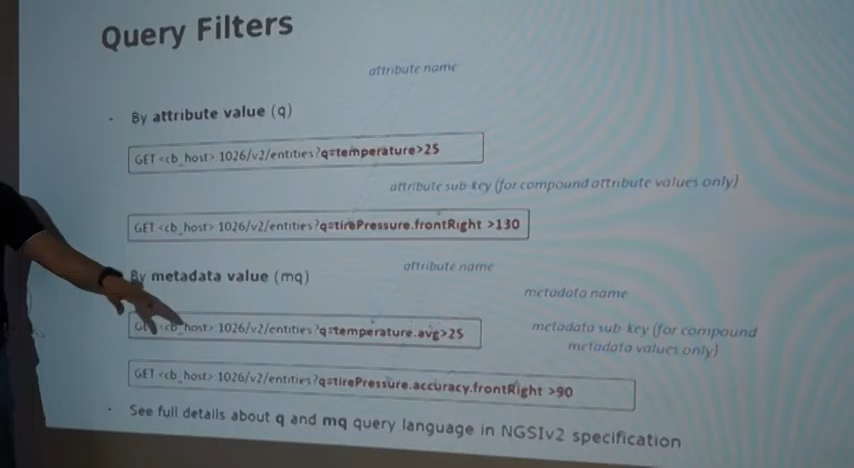 Query Filters
attribute name
· By attribute value (q)
GET <cb_host> 1026/v2/entities?q=temperature>25
attribute sub-key (for compound attribute values only)
GET <cb_host> 1026/v2/entities?q=tirePressure.frontRight >130
By metadata value (mq)
attribute name
metadata name
GET <cb_host> 1026/v2/entities?q=temperature.avg>25
metadata sub-key (for compound
metadata values only)
GET <cb_host> 1026/v2/entities?q=tirePressure.accuracy.frontRight >90
· See full details about q and mq query language in NGSIv2 specification